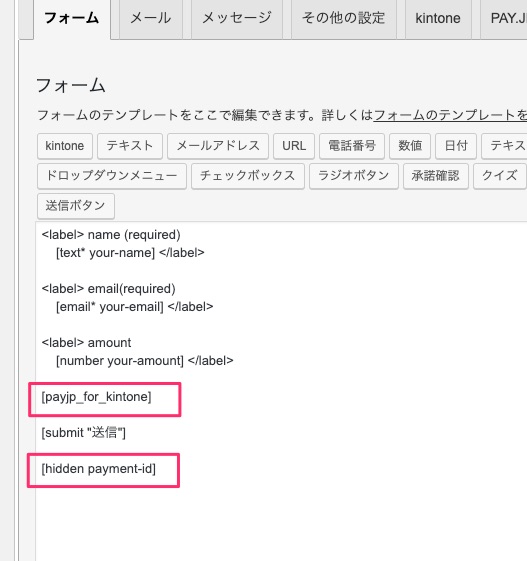 フォーム メール メッセージ その他の設定 kintone PAY.J
フォーム
フォームのテンプレートをここで編集できます。詳しくはフォームのテンプレートを
kintone テキスト メールアドレス URL 電話番号 数値 日付 テキス
ドロップダウンメニュー チェックボックス ラジオボタン 承諾確認 クイズ
送信ボタン
<label> name (required)
[text* your-name] </label>
<label> email(required)
[email* your-email] </label>
<label> amount
[number your-amount] </label>
[payjp_for_kintone]
[submit "送信"]
[hidden payment-id]